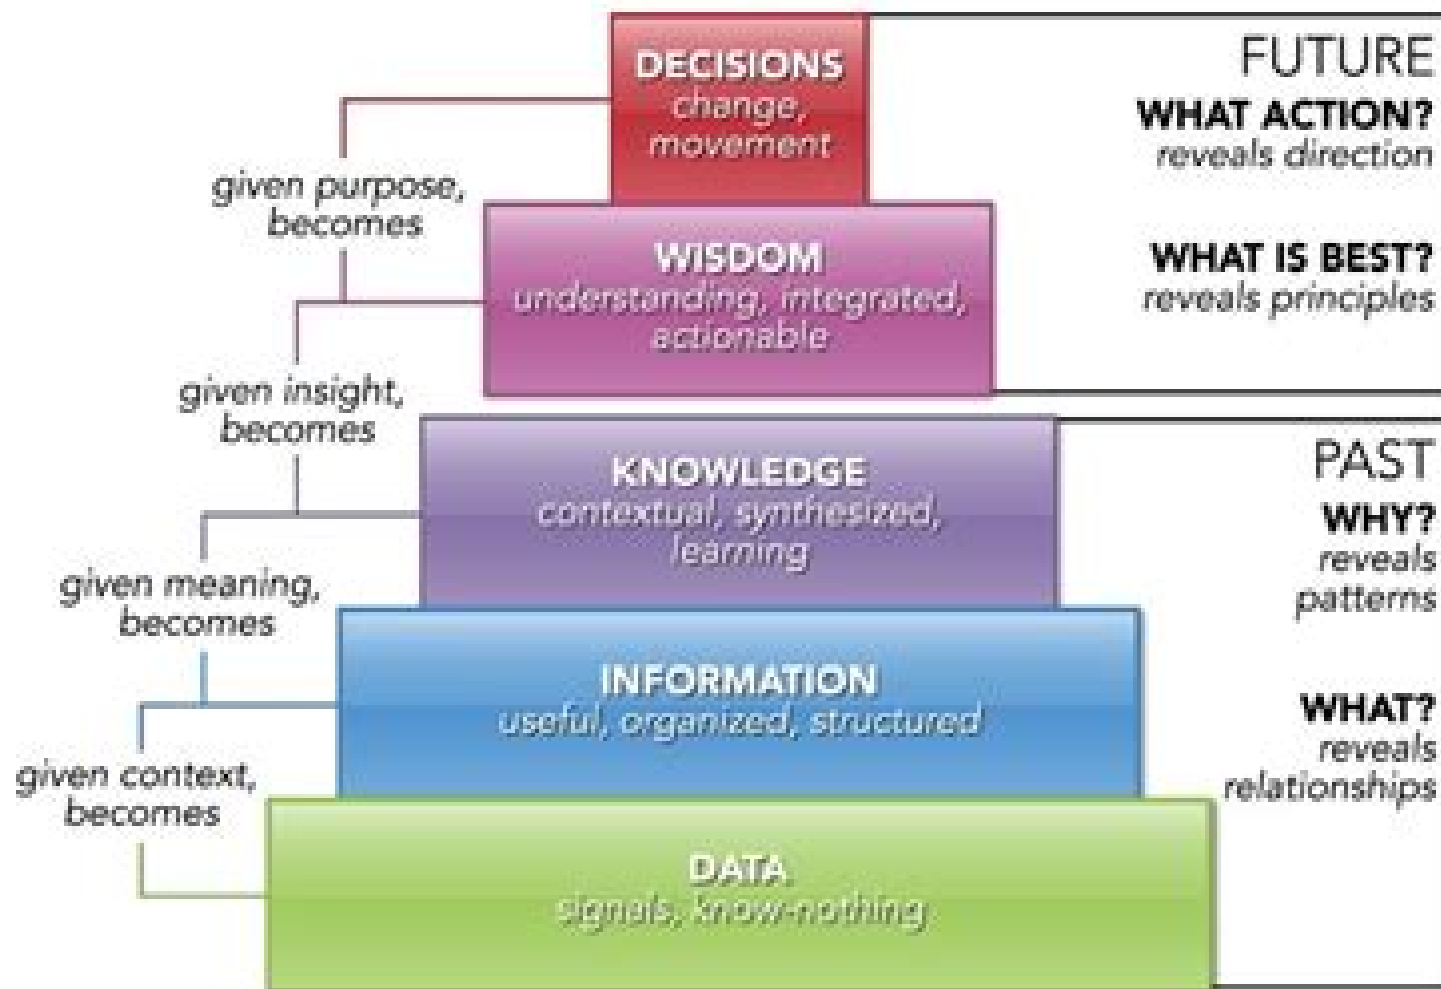 DECISIONS
change,
movement
FUTURE
WHAT ACTION?
reveals direction
given purpose,
becomes
WISDOM
understanding, integrated,
actionable
WHAT IS BEST?
reveals principles
given insight,
becomes
KNOWLEDGE
contextual, synthesized,
learning
PAST
WHY?
reveals
patterns
given meaning,
becomes
INFORMATION
useful, organized, structured
WHAT?
reveals
relationships
given context,
becomes
DATA
signals, know-nothing